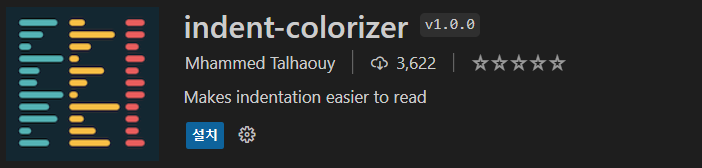 indent-colorizer v1.0.0
Mhammed Talhaouy 3,622
Makes indentation easier to read
설치